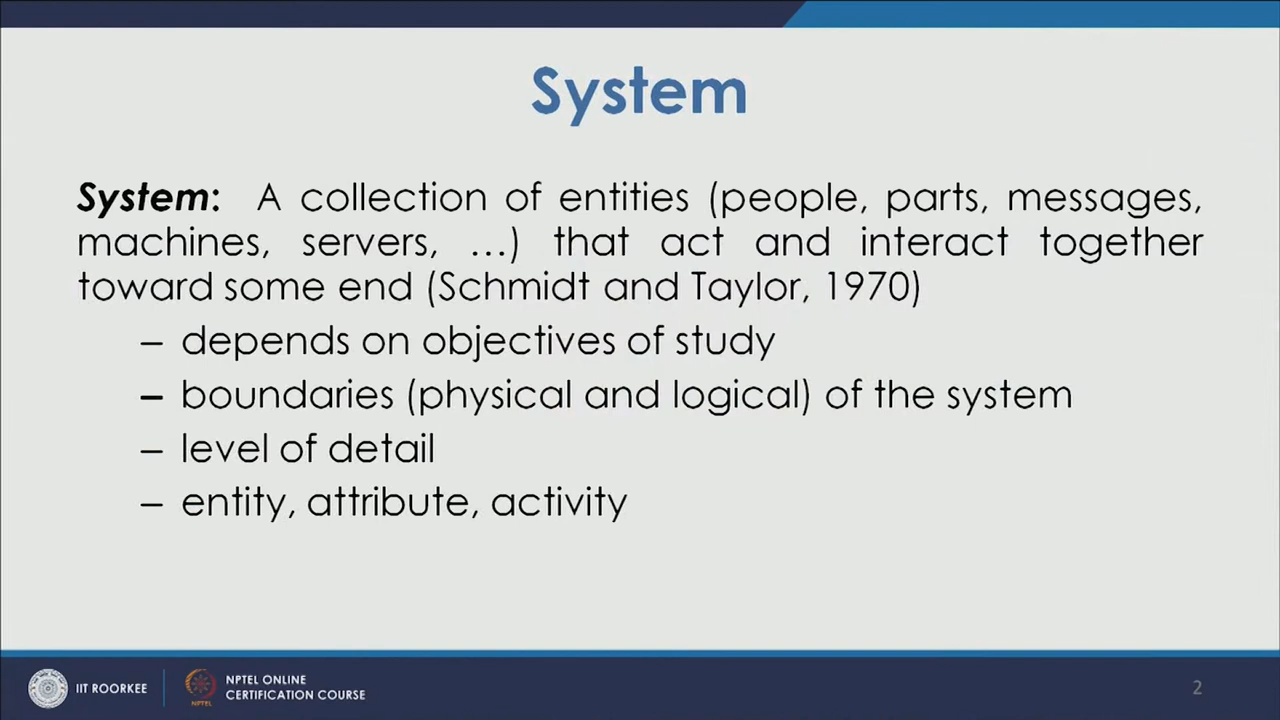 System
System: A collection of entities (people, parts, messages,
machines, servers, …) that act and interact together
toward some end (Schmidt and Taylor, 1970)
– depends on objectives of study
– boundaries (physical and logical) of the system
– level of detail
– entity, attribute, activity
IIT ROORKEE
NPTEL
NPTEL ONLINE
CERTIFICATION COURSE
2